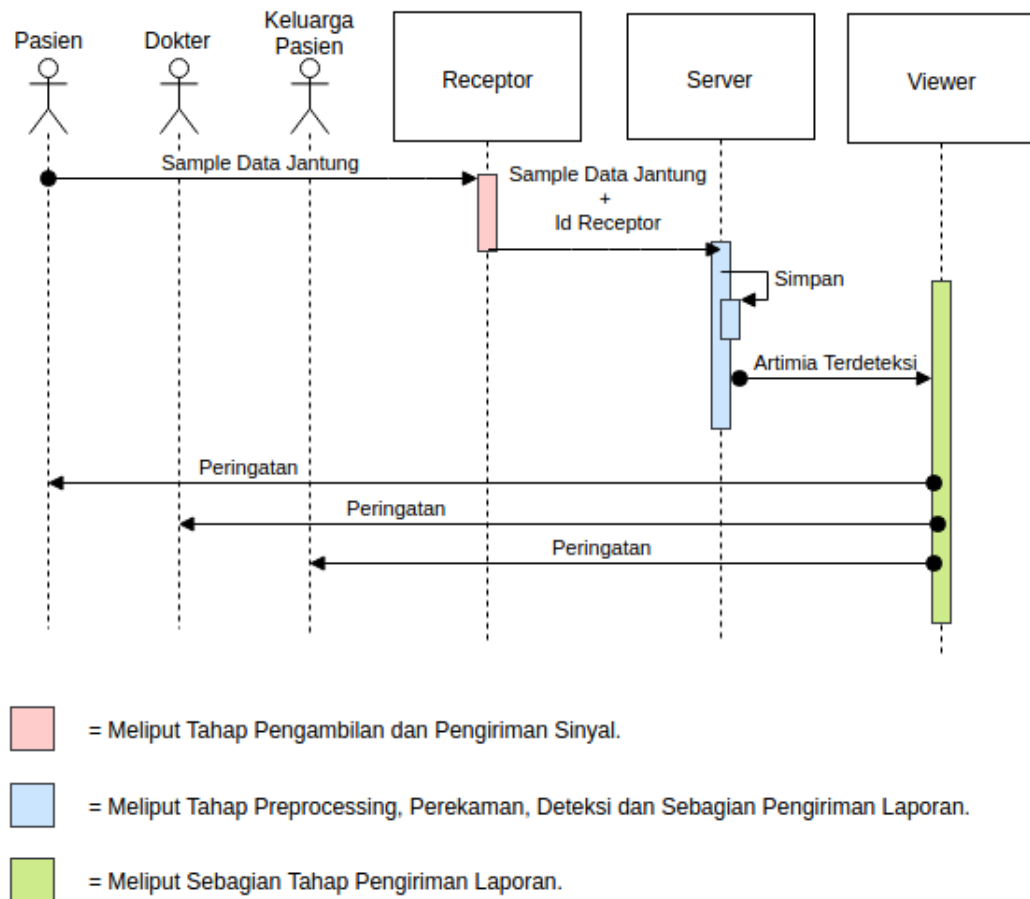 Pasien
Dokter
Keluarga
Pasien
Receptor
Server
Viewer
Sample Data Jantung
Sample Data Jantung
+
Id Receptor
Simpan
Artimia Terdeteksi
Peringatan
Peringatan
Peringatan
= Meliput Tahap Pengambilan dan Pengiriman Sinyal.
= Meliput Tahap Preprocessing, Perekaman, Deteksi dan Sebagian Pengiriman Laporan.
= Meliput Sebagian Tahap Pengiriman Laporan.